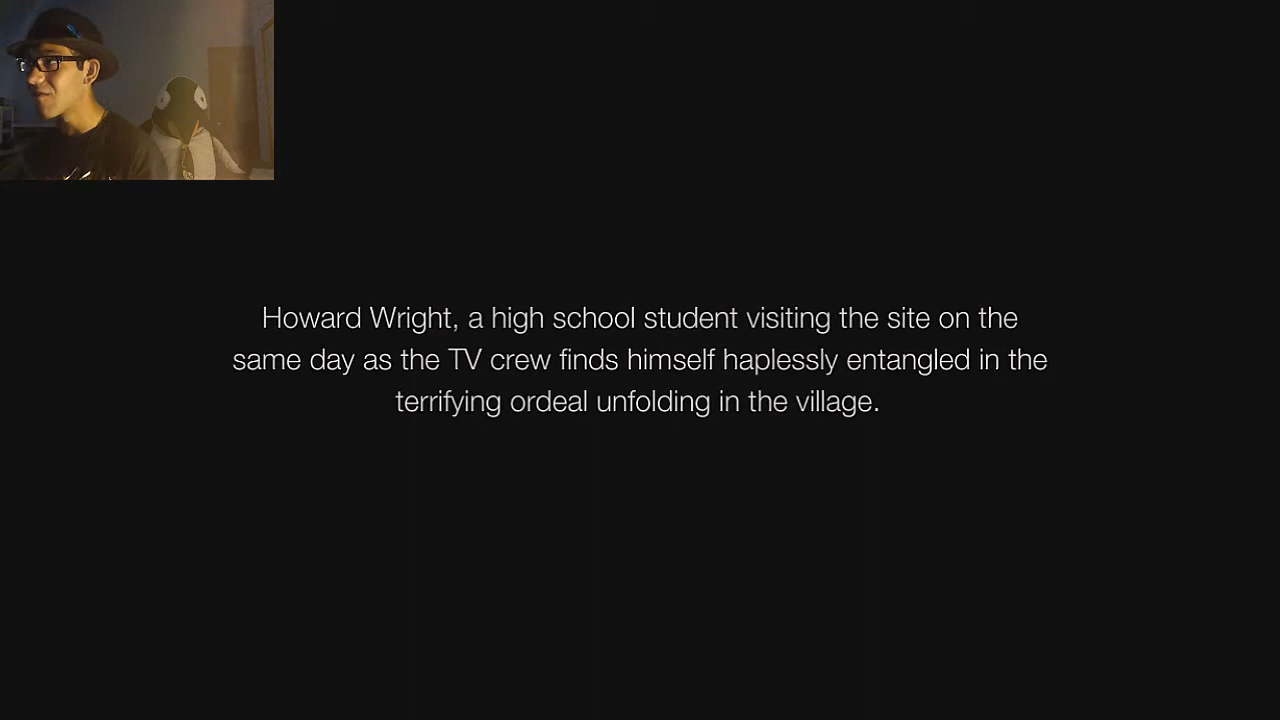 Howard Wright, a high school student visiting the site on the
same day as the TV crew finds himself haplessly entangled in the
terrifying ordeal unfolding in the village.